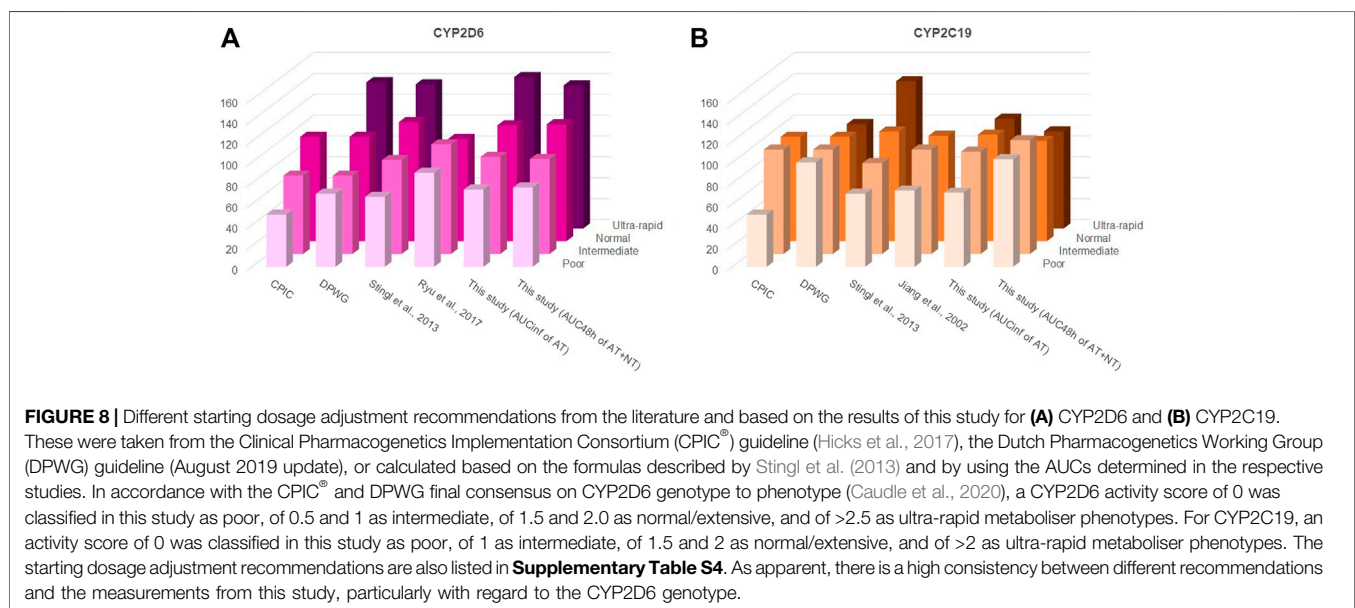 A
CYP2D6
160
140
120
100
80
60
40
20
0
Ultra-rapid
Normal
Intermediate
Poor
CPIC
DPWG
Stingl et al., 2013
Ryu et al., 2017
This study (AUCinf of AT)
This study (AUC48h of AT+NT)
B
CYP2C19
160
140
120
100
80
60
40
20
0
Ultra-rapid
Normal
Intermediate
Poor
CPIC
DPWG
Stingl et al., 2013
Jiang et al., 2002
This study (AUCinf of AT)
This study (AUC48h of AT+NT)
FIGURE 8 | Different starting dosage adjustment recommendations from the literature and based on the results of this study for (A) CYP2D6 and (B) CYP2C19.
These were taken from the Clinical Pharmacogenetics Implementation Consortium (CPIC®) guideline (Hicks et al., 2017), the Dutch Pharmacogenetics Working Group
(DPWG) guideline (August 2019 update), or calculated based on the formulas described by Stingl et al. (2013) and by using the AUCs determined in the respective
studies. In accordance with the CPIC® and DPWG final consensus on CYP2D6 genotype to phenotype (Caudle et al., 2020), a CYP2D6 activity score of 0 was
classified in this study as poor, of 0.5 and 1 as intermediate, of 1.5 and 2.0 as normal/extensive, and of >2.5 as ultra-rapid metaboliser phenotypes. For CYP2C19, an
activity score of 0 was classified in this study as poor, of 1 as intermediate, of 1.5 and 2 as normal/extensive, and of >2 as ultra-rapid metaboliser phenotypes. The
starting dosage adjustment recommendations are also listed in Supplementary Table S4. As apparent, there is a high consistency between different recommendations
and the measurements from this study, particularly with regard to the CYP2D6 genotype.